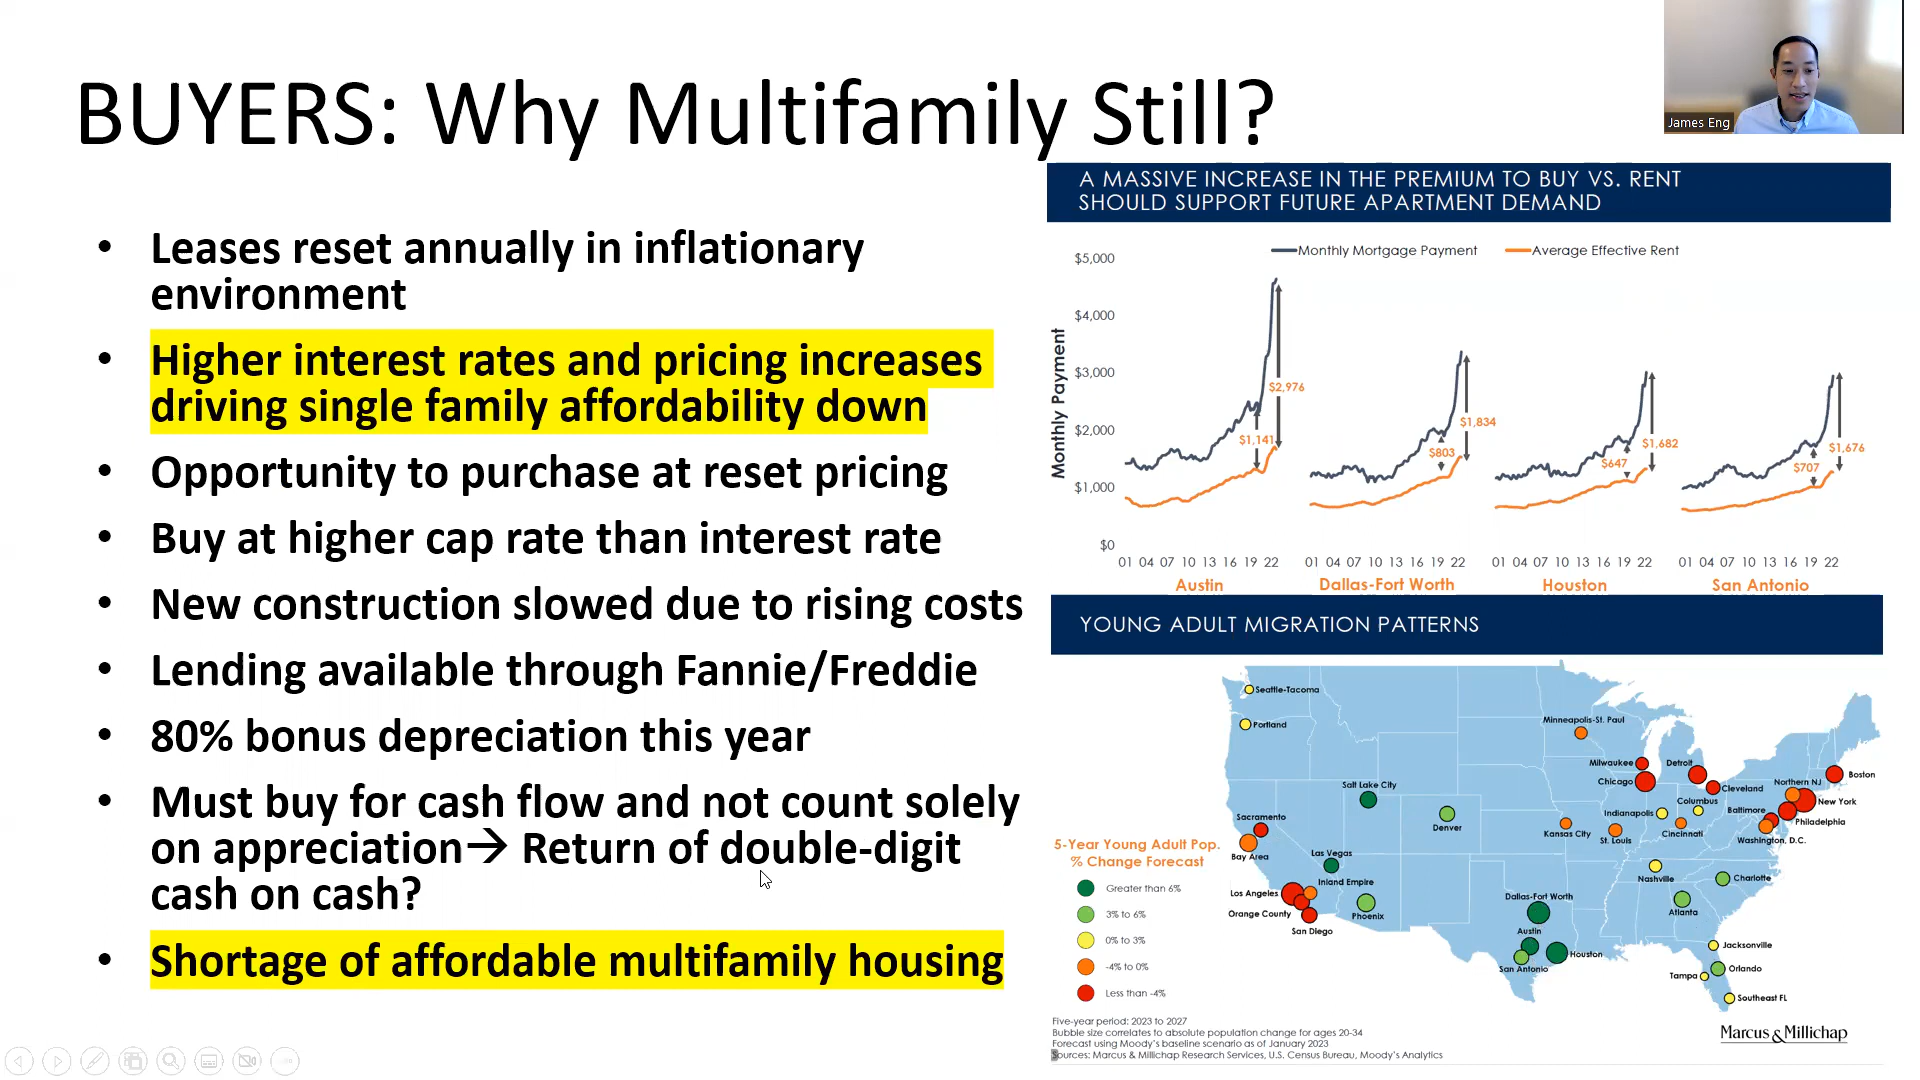 BUYERS: Why Multifamily Still?
James Eng
• Leases reset annually in inflationary
environment
• Higher interest rates and pricing increases
driving single family affordability down
• Opportunity to purchase at reset pricing
• Buy at higher cap rate than interest rate
• New construction slowed due to rising costs
• Lending available through Fannie/Freddie
• 80% bonus depreciation this year
• Must buy for cash flow and not count solely
on appreciation→ Return of double-digit
cash on cash?
• Shortage of affordable multifamily housing
A MASSIVE INCREASE IN THE PREMIUM TO BUY VS. RENT
SHOULD SUPPORT FUTURE APARTMENT DEMAND
Monthly Mortgage Payment Average Effective Rent
Monthly Payment
$5,000
$4,000
$3,000
$2,000
$1,000
$0
$2,976
$1,141
$1,834
$803
$1,682
$647
$1,676
$707
01 04 07 10 13 16 19 22 01 04 07 10 13 16 19 22 01 04 07 10 13 16 19 22 01 04 07 10 13 16 19 22
Austin Dallas-Fort Worth Houston San Antonio
YOUNG ADULT MIGRATION PATTERNS
Seattle-Tacoma
Portland
Minneapolis-St. Paul
Milwaukee
Detroit
Chicago
Cleveland
Northern NJ
Boston
New York
Salt Lake City
Denver
Indianapolis
Columbus
Baltimore
Philadelphia
Sacramento
Bay Area
Kansas City
St. Louis
Cincinnati
Washington, D.C.
Las Vegas
Inland Empire
Nashville
Charlotte
Los Angeles
Orange County
San Diego
Phoenix
Dallas-Fort Worth
Atlanta
Austin
Houston
San Antonio
Jacksonville
Orlando
Tampa
Southeast FL
5-Year Young Adult Pop.
% Change Forecast
Greater than 6%
3% to 6%
0% to 3%
-4% to 0%
Less than -4%
Five-year period: 2023 to 2027
Bubble size correlates to absolute population change for ages 20-34
Forecast using Moody's baseline scenario as of January 2023
Sources: Marcus & Millichap Research Services, U.S. Census Bureau, Moody's Analytics
Marcus & Millichap